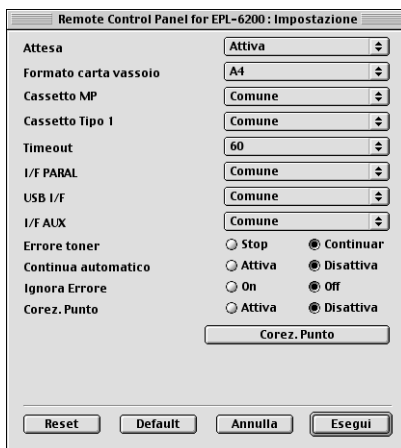 Remote Control Panel for EPL-6200 : Impostazione
Attesa Attiva
Formato carta vassoio A4
Cassetto MP Comune
Cassetto Tipo 1 Comune
Timeout 60
I/F PARAL Comune
USB I/F Comune
I/F AUX Comune
Errore toner Stop Continuar
Continua automatico Attiva Disattiva
Ignora Errore On Off
Corez. Punto Attiva Disattiva
Corez. Punto
Reset Default Annulla Esegui